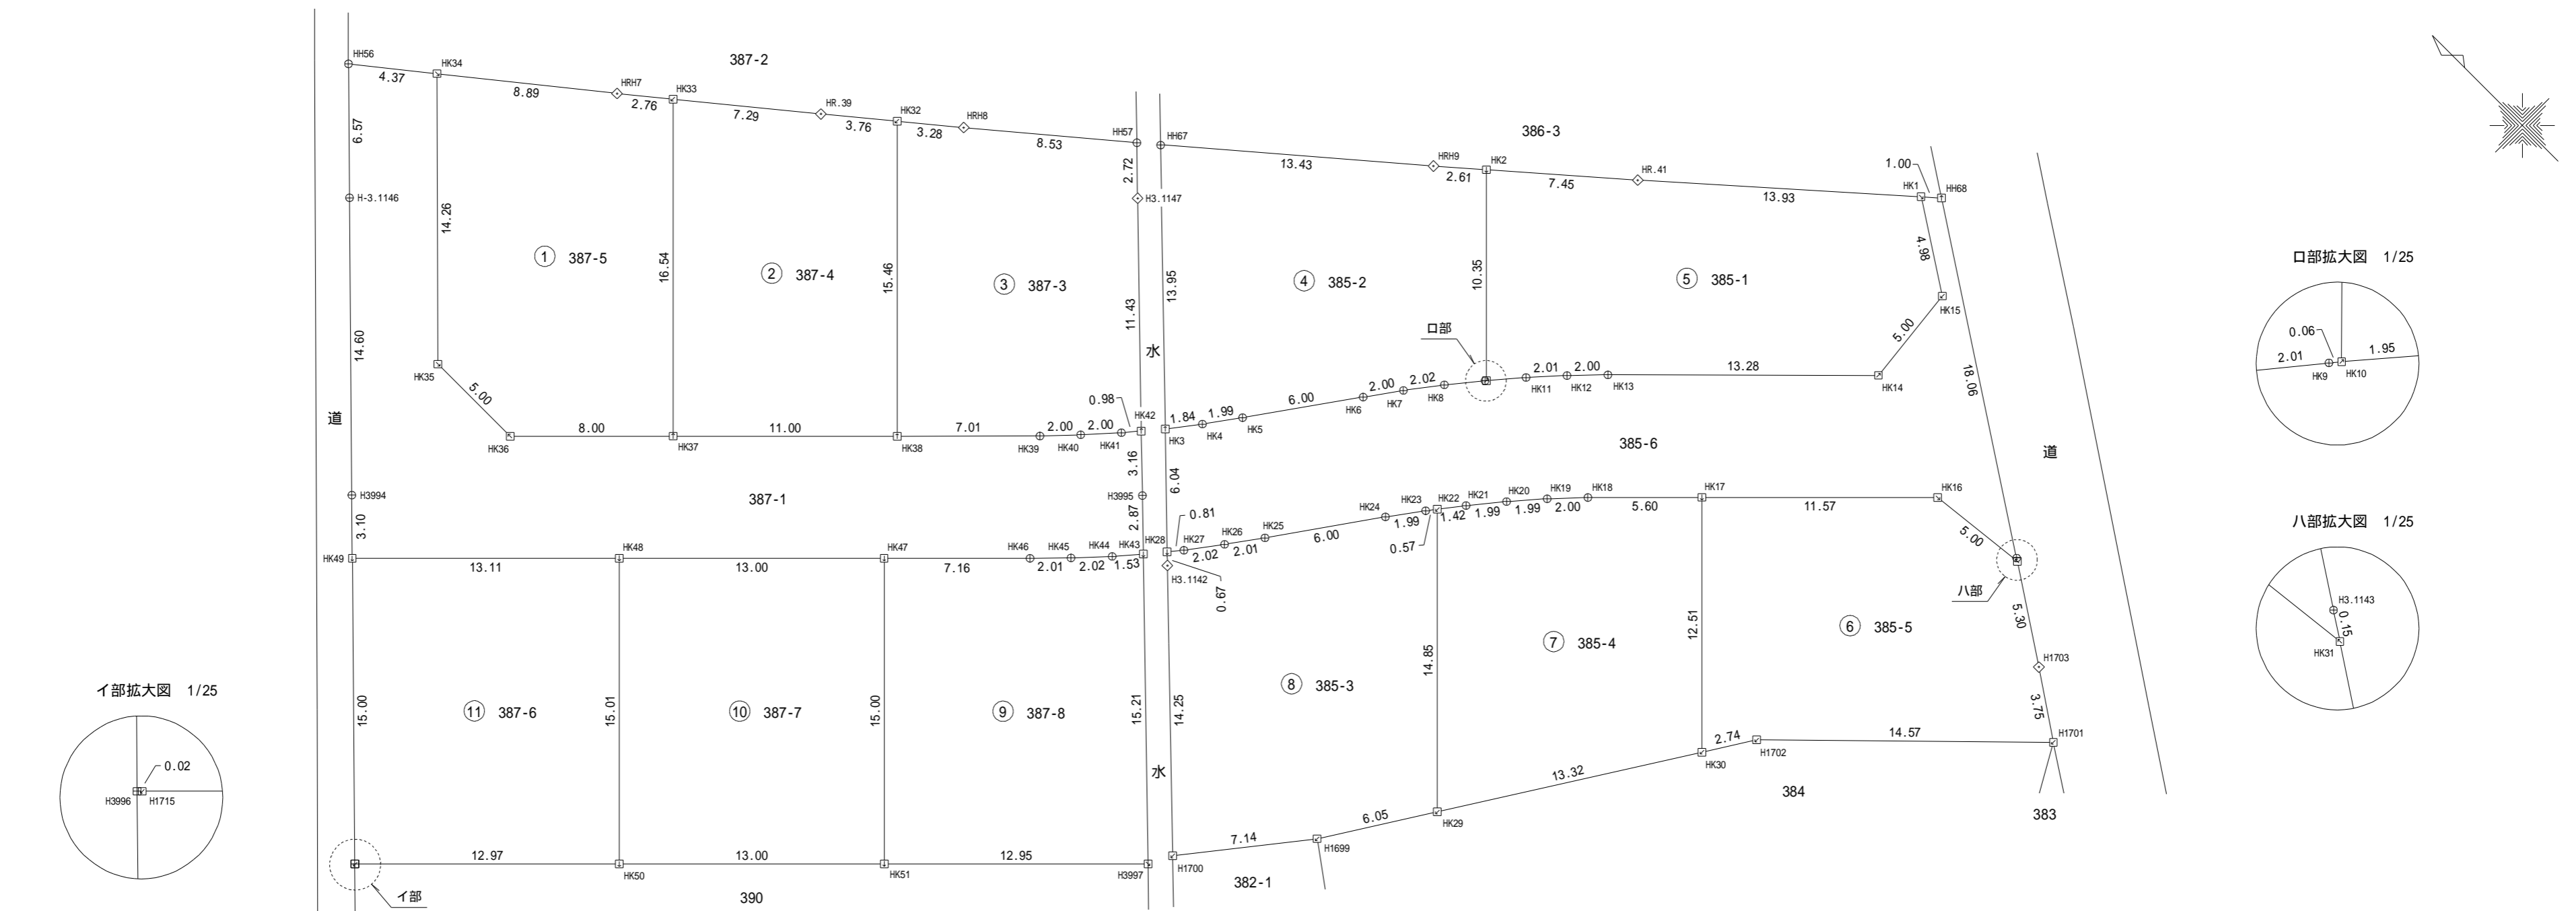 387-2
386-3
HH56
4.37
HK34
8.89
HRH7
2.76
HK33
7.29
HR.39
3.76
HK32
3.28
HRH8
8.53
HH57
HH67
13.43
HRH9
2.61
HK2
7.45
HR.41
13.93
1.00
HK1
HH68
6.57
H-3.1146
14.26
16.54
15.46
2.72
H3.1147
11.43
13.95
10.35
4.98
HK15
① 387-5
② 387-4
③ 387-3
④ 385-2
⑤ 385-1
14.60
道
水
ロ部
5.00
18.06
道
HK35
5.00
HK36
8.00
HK37
11.00
HK38
7.01
HK39
2.00
HK40
2.00
HK41
0.98
HK42
HK3
1.84
HK4
1.99
HK5
6.00
HK6
2.00
HK7
2.02
HK8
HK11
2.01
HK12
2.00
HK13
13.28
HK14
385-6
387-1
H3994
3.10
3.16
H3995
2.87
6.04
HK49
13.11
HK48
13.00
HK47
7.16
HK46
2.01
HK45
2.02
HK44
1.53
HK43
HK28
0.81
HK27
2.02
HK26
2.01
HK25
6.00
HK24
1.99
HK23
0.57
HK22
1.42
HK21
1.99
HK20
1.99
HK19
2.00
HK18
5.60
HK17
11.57
HK16
5.00
H3.1142
0.67
ハ部
5.30
H1703
3.75
H1701
15.00
15.01
15.00
15.21
14.25
14.85
12.51
⑪ 387-6
⑩ 387-7
⑨ 387-8
⑧ 385-3
⑦ 385-4
⑥ 385-5
水
12.97
HK50
13.00
HK51
12.95
H3997
H1700
7.14
H1699
6.05
HK29
13.32
HK30
2.74
H1702
14.57
384
383
382-1
390
イ部
イ部拡大図 1/25
0.02
H3996
H1715
ロ部拡大図 1/25
0.06
2.01
1.95
HK9
HK10
ハ部拡大図 1/25
H3.1143
0.15
HK31